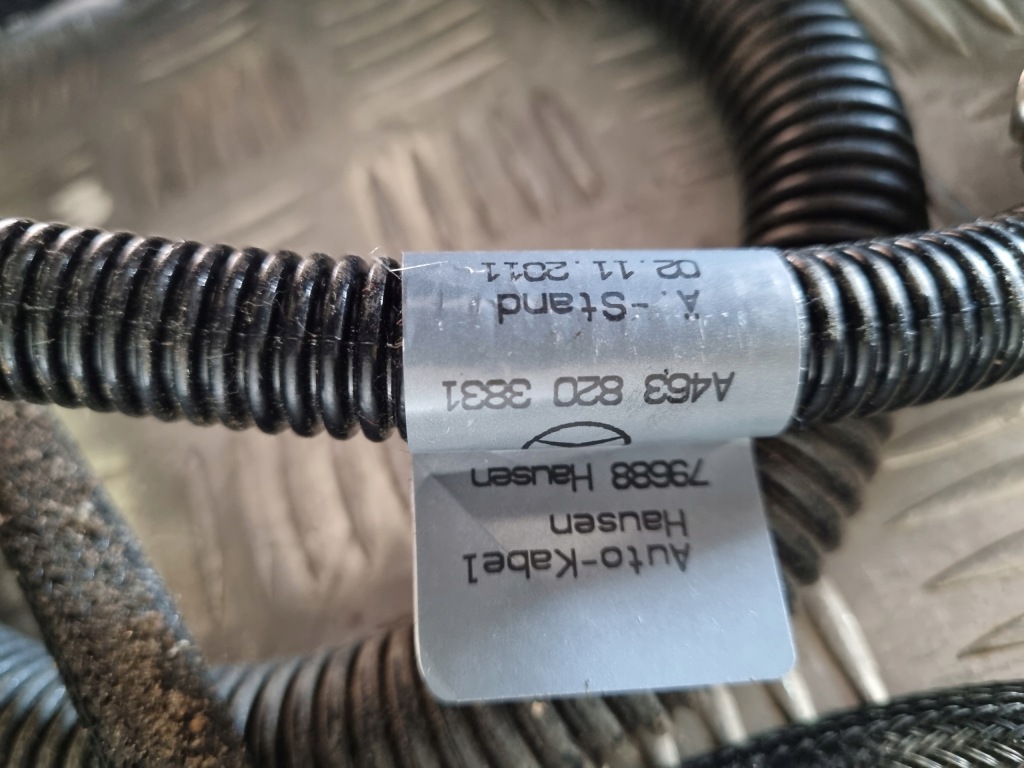 Auto-Kabel
Hausen
79688 Hausen
A463 820 3831
Ä.-Stand
02.11.2011